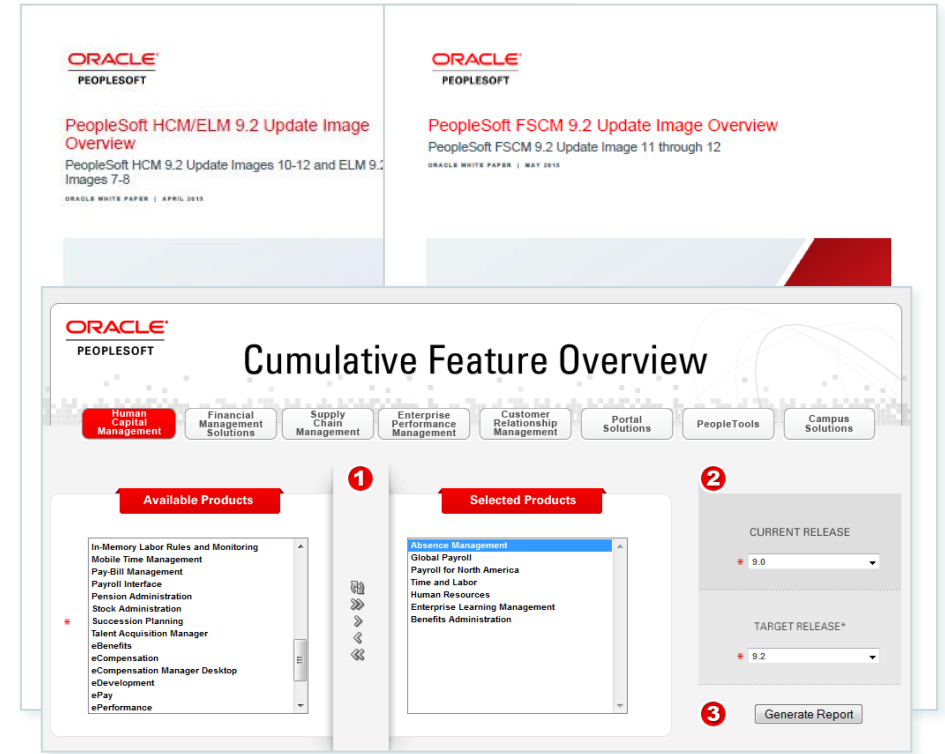 ORACLE
PEOPLESOFT
PeopleSoft HCM/ELM 9.2 Update Image
Overview
PeopleSoft HCM 9.2 Update Images 10-12 and ELM 9.2
Images 7-8
ORACLE WHITE PAPER | APRIL 2015
ORACLE
PEOPLESOFT
PeopleSoft FSCM 9.2 Update Image Overview
PeopleSoft FSCM 9.2 Update Image 11 through 12
ORACLE WHITE PAPER | MAY 2015
ORACLE
PEOPLESOFT
Cumulative Feature Overview
Human
Capital
Management
Financial
Management
Solutions
Supply
Chain
Management
Enterprise
Performance
Management
Customer
Relationship
Management
Portal
Solutions
PeopleTools
Campus
Solutions
1
Available Products
In-Memory Labor Rules and Monitoring
Mobile Time Management
Pay-Bill Management
Payroll Interface
Pension Administration
Stock Administration
* Succession Planning
Talent Acquisition Manager
eBenefits
eCompensation
eCompensation Manager Desktop
eDevelopment
ePay
ePerformance
Selected Products
Absence Management
Global Payroll
Payroll for North America
Time and Labor
Human Resources
Enterprise Learning Management
Benefits Administration
2
CURRENT RELEASE
* 9.0
TARGET RELEASE*
* 9.2
3
Generate Report